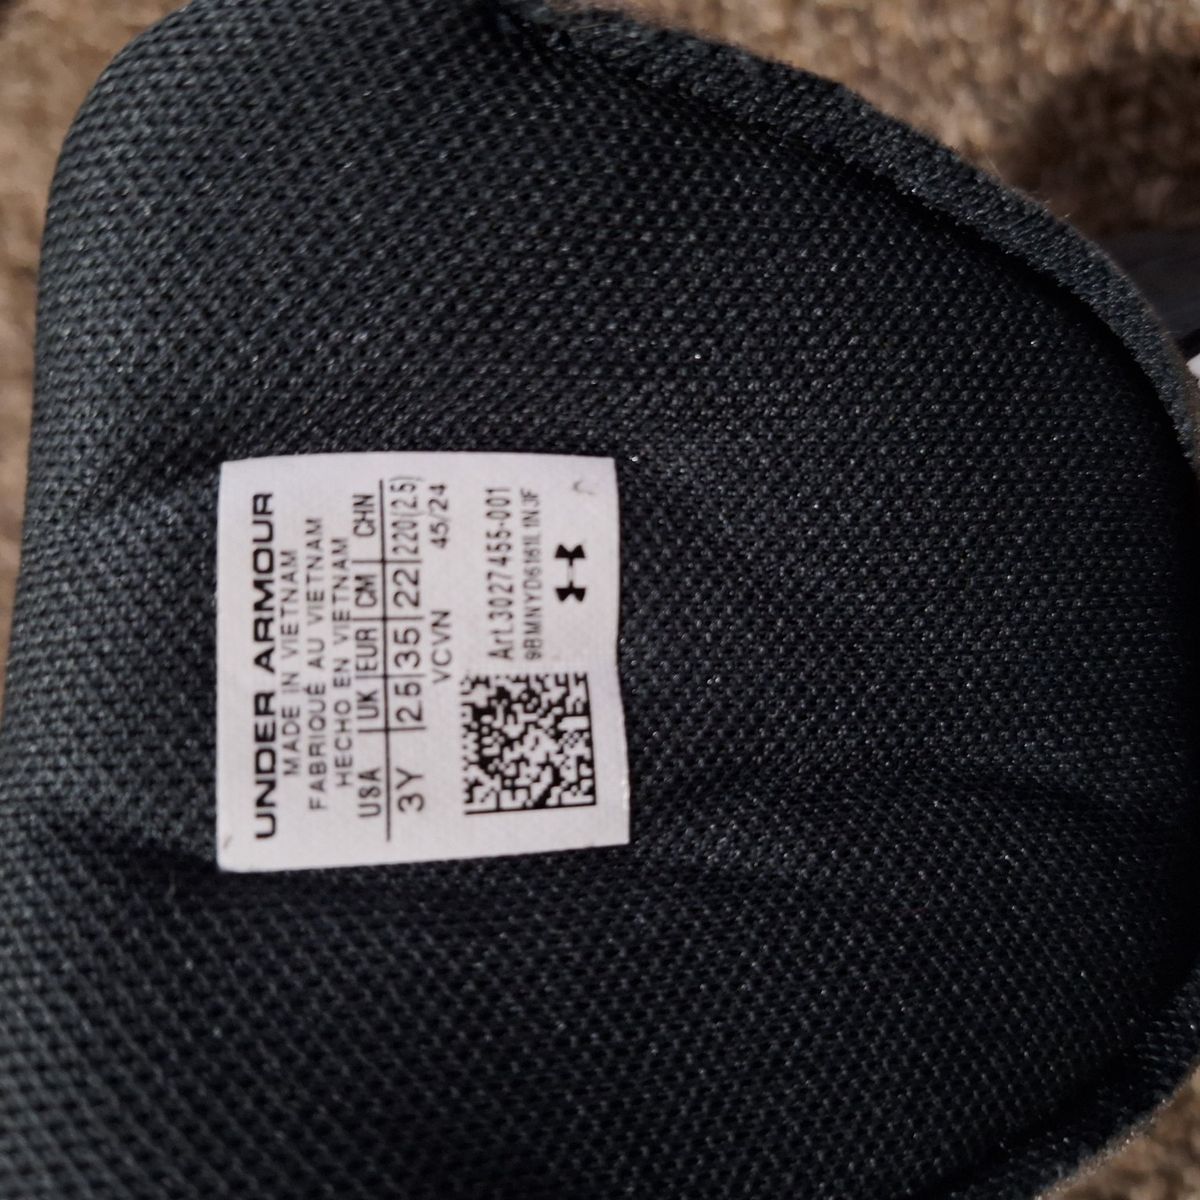 UNDER ARMOUR
MADE IN VIETNAM
FABRIQUÉ AU VIETNAM
HECHO EN VIETNAM
USA UK EUR CM CHN
3Y 2.5 35 22 220(2.5)
VCVN 45/24
Art.3027455-001